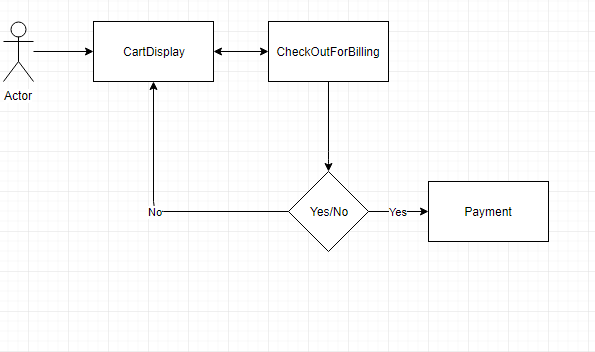 CartDisplay
CheckOutForBilling
Actor
No
Yes/No
Yes
Payment